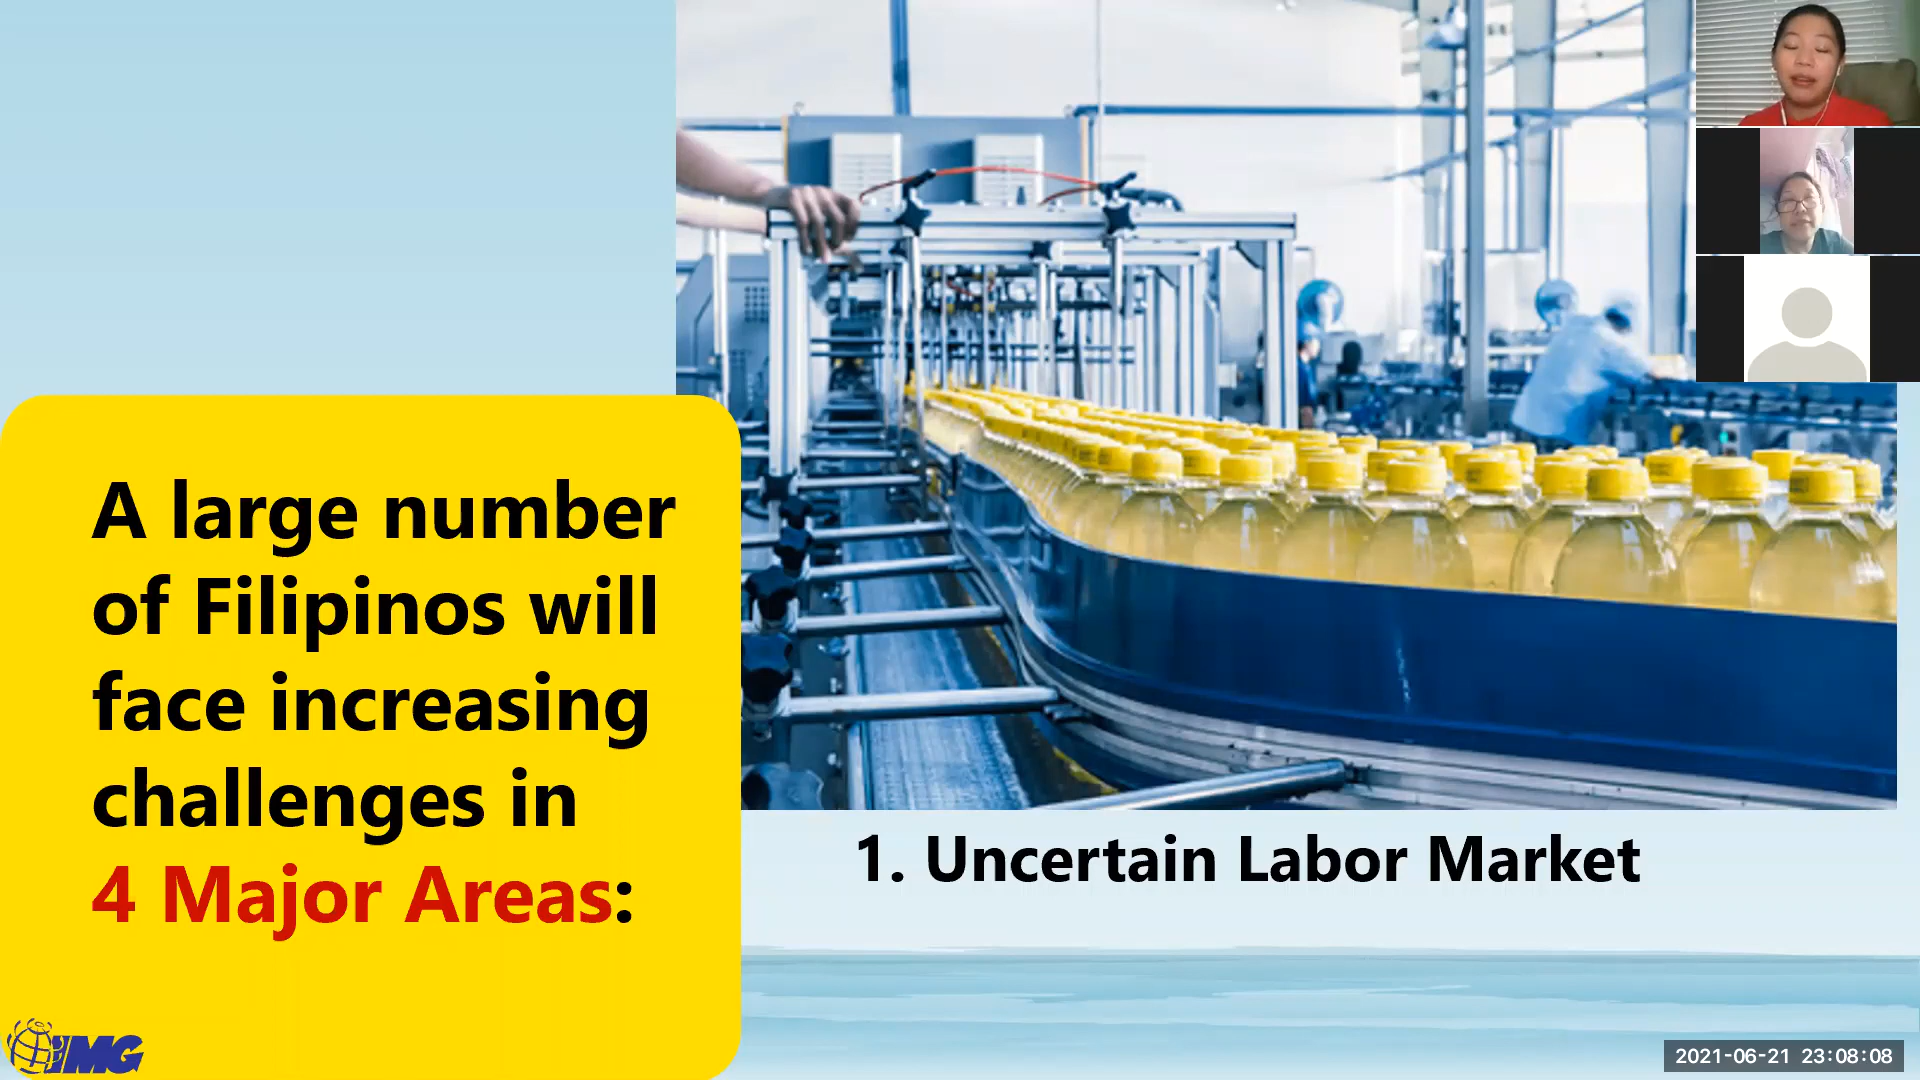 A large number
of Filipinos will
face increasing
challenges in
4 Major Areas:
1. Uncertain Labor Market
IMG
2021-06-21 23:08:08